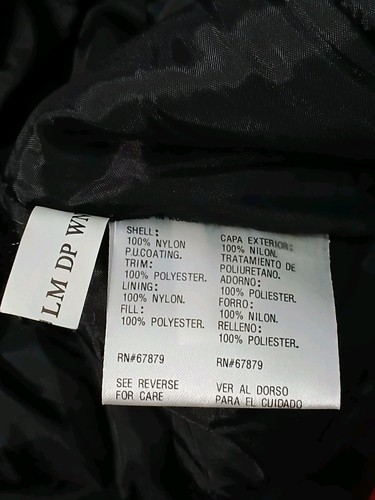 LM DP
SHELL:
100% NYLON
P.U.COATING.
TRIM:
100% POLYESTER.
LINING:
100% NYLON.
FILL:
100% POLYESTER.
RN#67879
SEE REVERSE
FOR CARE
CAPA EXTERIOR:
100% NILON.
TRATAMIENTO DE
POLIURETANO.
ADORNO:
100% POLIESTER.
FORRO:
100% NILON.
RELLENO:
100% POLIESTER.
RN#67879
VER AL DORSO
PARA EL CUIDADO